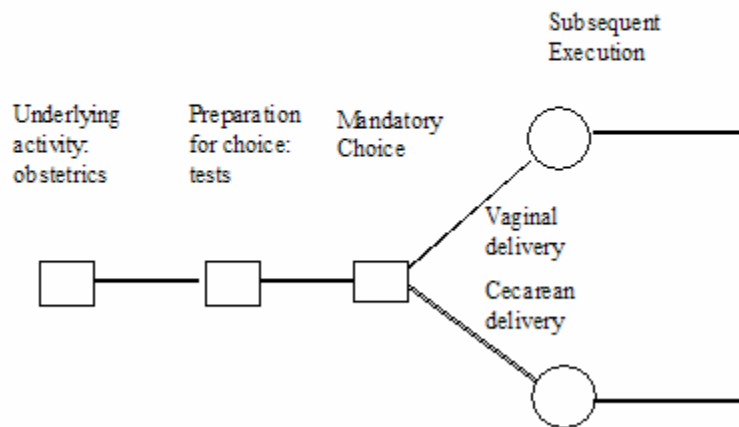 Subsequent
Execution
Underlying
activity:
obstetrics
Preparation
for choice:
tests
Mandatory
Choice
Vaginal
delivery
Cecarean
delivery